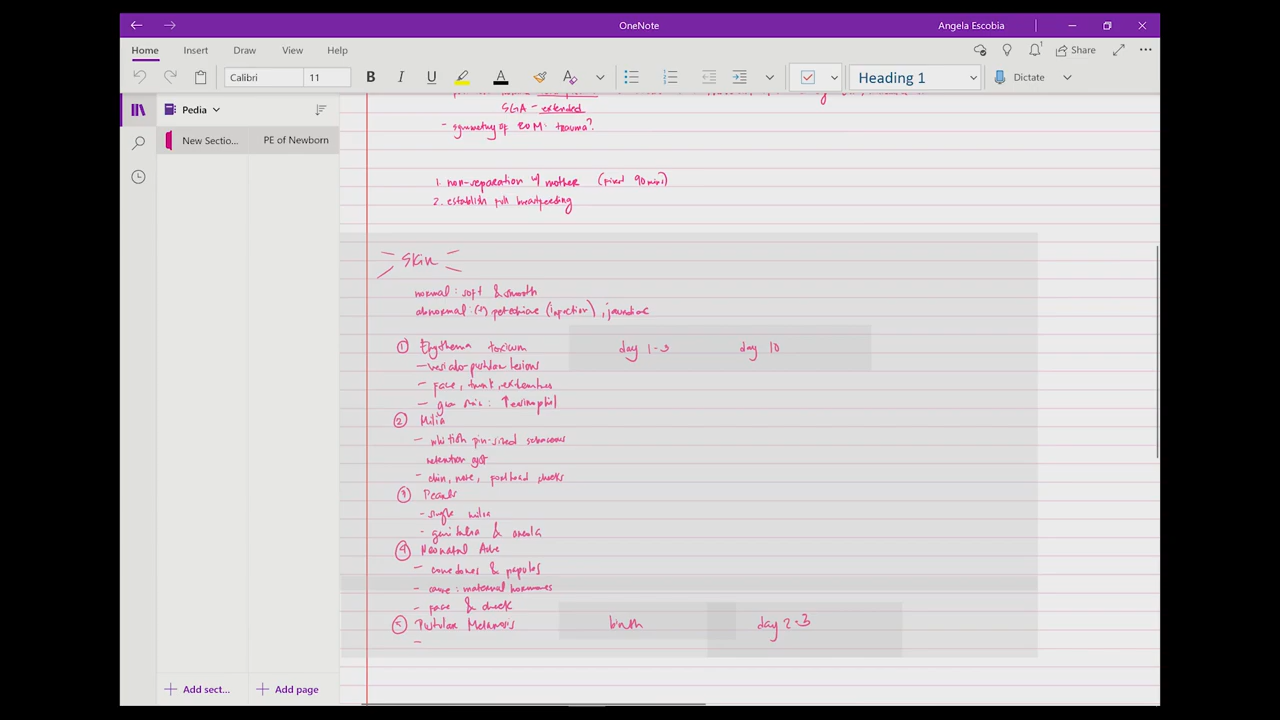 OneNote
Angela Escobia
Home Insert Draw View Help
Share
Calibri 11
B I U A
Heading 1
Dictate
Pedia
New Sectio...
PE of Newborn
SGA - extended
- symmetry of ROM: trauma?
1. non-separation w/ mother (first 90 mins)
2. establish full breastfeeding
Skin
normal: soft & smooth
abnormal: (+) petechiae (infection), jaundice
① Erythema toxicum day 1-3 day 10
- vesiculo-pustular lesions
- face, trunk, extremities
- ↑ eosinophil
② Milia
- whitish pin-sized sebaceous
retention cyst
- chin, nose, forehead cheeks
③ Pearls
- single milia
- genitalia & areola
④ Neonatal Acne
- comedones & papules
- cause: maternal hormones
- face & cheek
⑤ Pustular Melanosis birth day 2-3
-
+ Add sect... + Add page